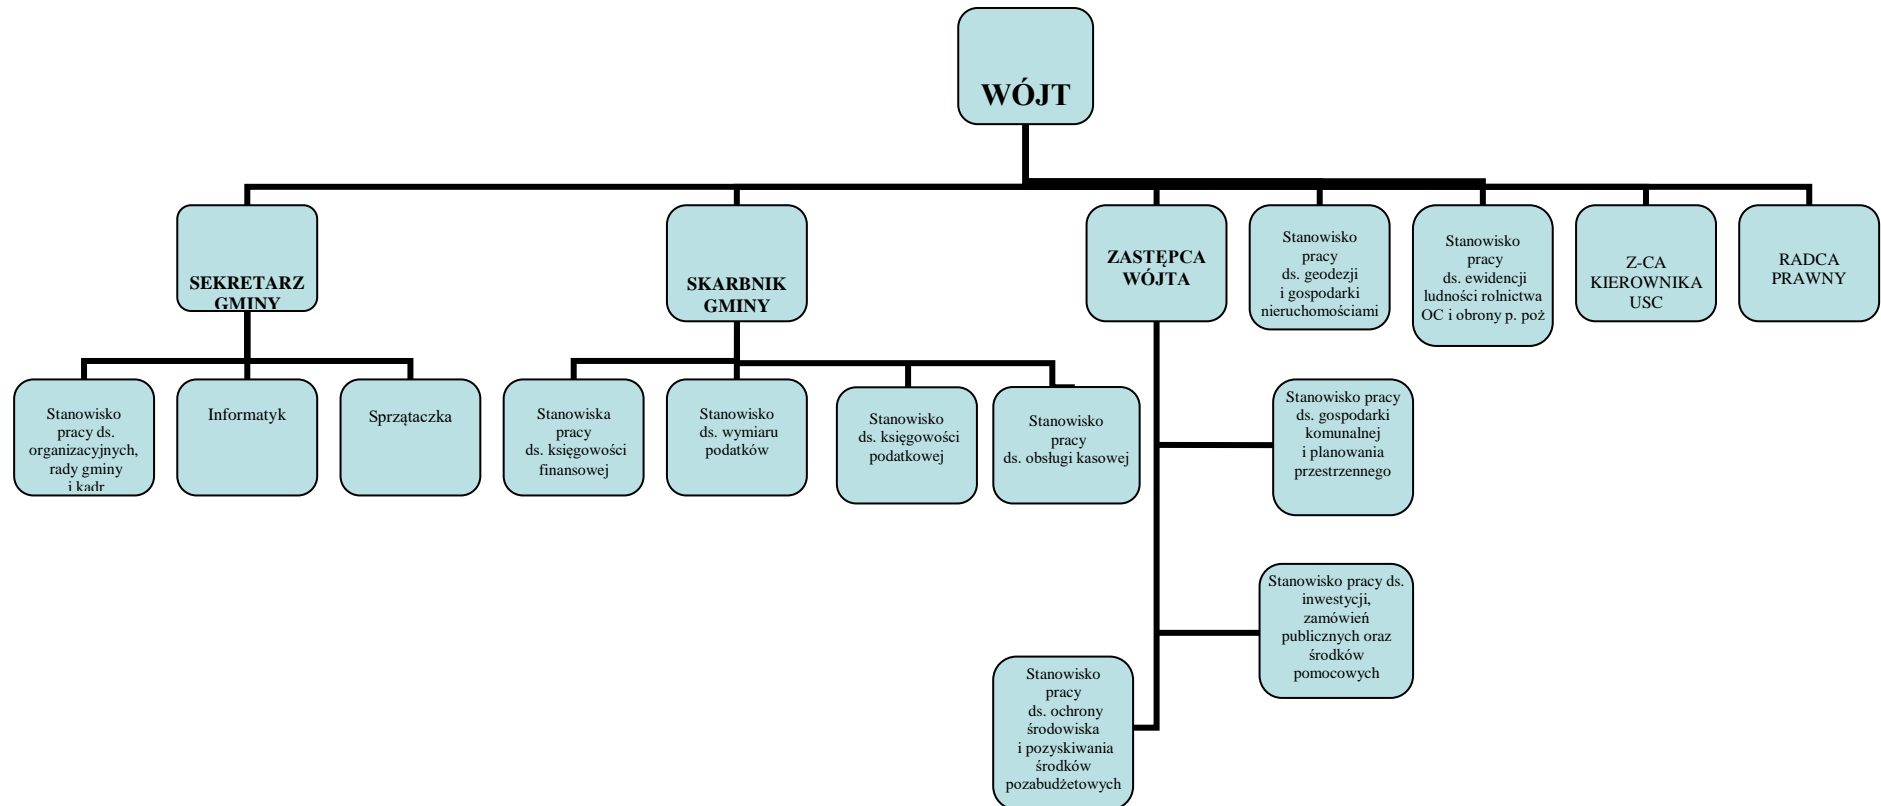 WÓJT
SEKRETARZ
GMINY
SKARBNIK
GMINY
ZASTĘPCA
WÓJTA
Stanowisko
pracy
ds. geodezji
i gospodarki
nieruchomościami
Stanowisko
pracy
ds. ewidencji
ludności rolnictwa
OC i obrony p. poż
Z-CA
KIEROWNIKA
USC
RADCA
PRAWNY
Stanowisko
pracy ds.
organizacyjnych,
rady gminy
i kadr
Informatyk
Sprzątaczka
Stanowiska
pracy
ds. księgowości
finansowej
Stanowisko
ds. wymiaru
podatków
Stanowisko
ds. księgowości
podatkowej
Stanowisko
pracy
ds. obsługi kasowej
Stanowisko pracy
ds. gospodarki
komunalnej
i planowania
przestrzennego
Stanowisko pracy ds.
inwestycji,
zamówień
publicznych oraz
środków
pomocowych
Stanowisko
pracy
ds. ochrony
środowiska
i pozyskiwania
środków
pozabudżetowych